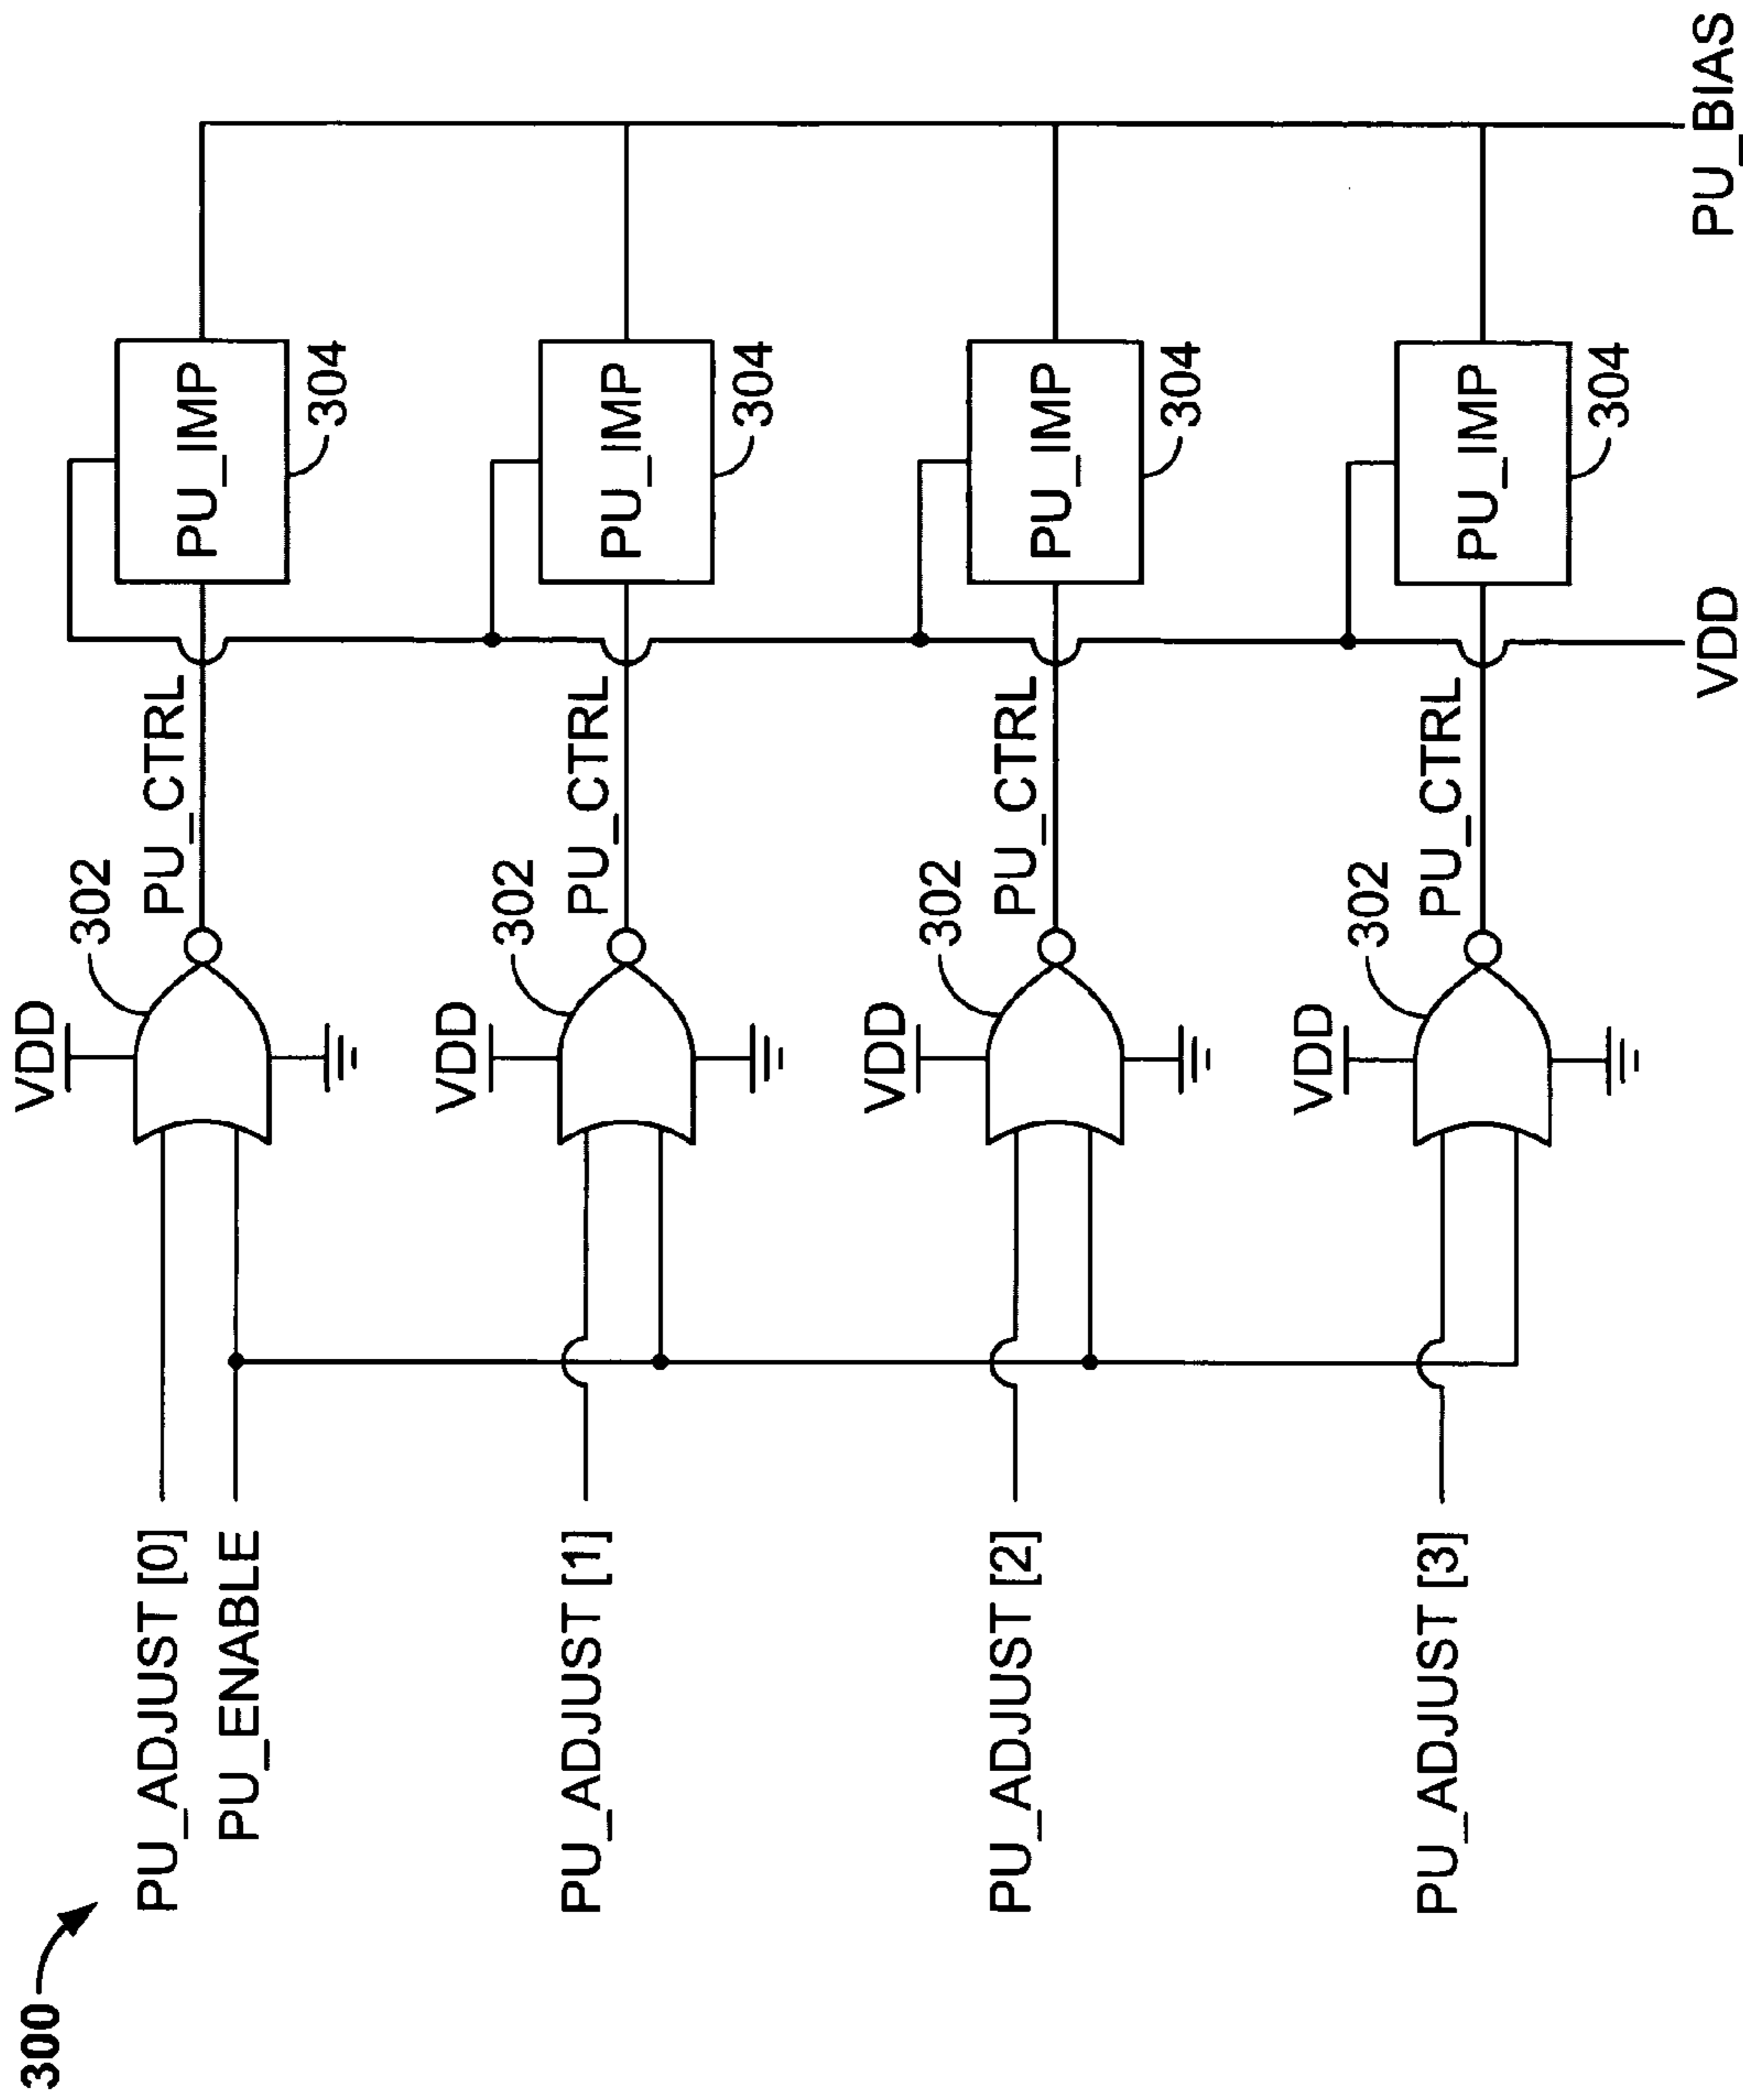 300
PU_ADJUST [0]
PU_ENABLE
VDD
302
PU_CTRL
PU_IMP
304
PU_ADJUST [1]
VDD
302
PU_CTRL
PU_IMP
304
PU_ADJUST [2]
VDD
302
PU_CTRL
PU_IMP
304
PU_ADJUST [3]
VDD
302
PU_CTRL
PU_IMP
304
VDD
PU_BIAS